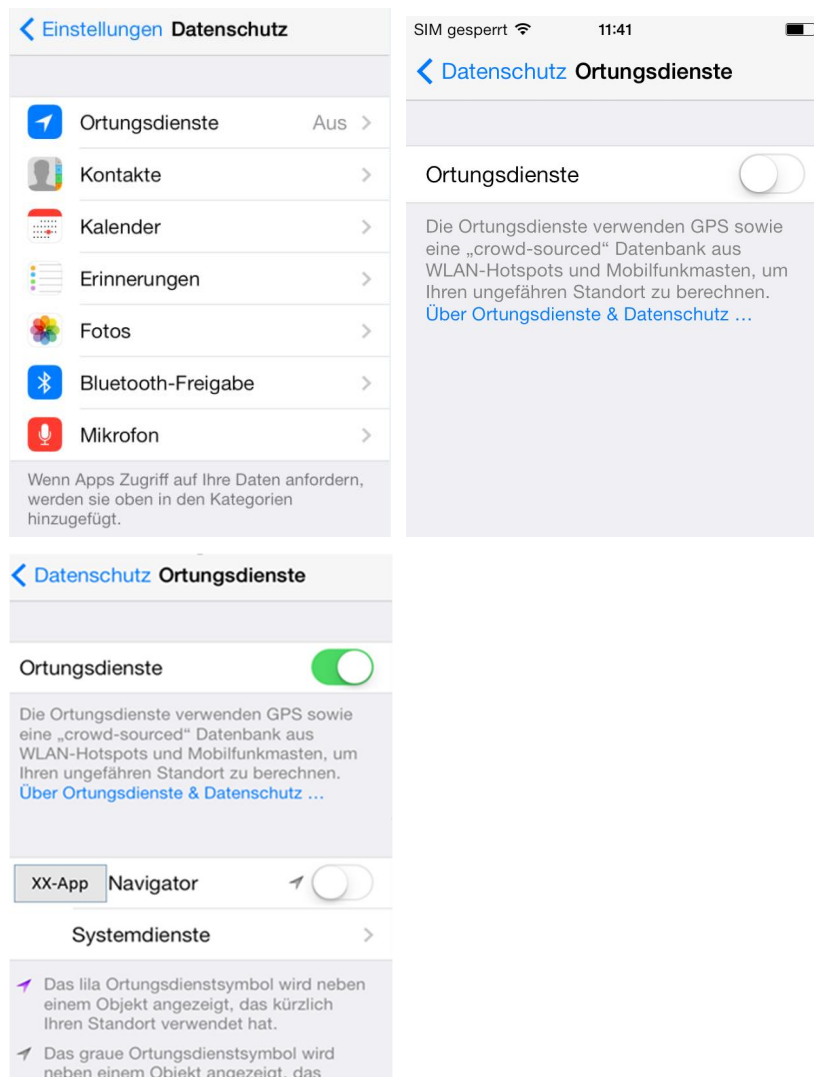 Einstellungen Datenschutz
Ortungsdienste Aus
Kontakte
Kalender
Erinnerungen
Fotos
Bluetooth-Freigabe
Mikrofon
Wenn Apps Zugriff auf Ihre Daten anfordern,
werden sie oben in den Kategorien
hinzugefügt.
SIM gesperrt 11:41
Datenschutz Ortungsdienste
Ortungsdienste
Die Ortungsdienste verwenden GPS sowie
eine „crowd-sourced“ Datenbank aus
WLAN-Hotspots und Mobilfunkmasten, um
Ihren ungefähren Standort zu berechnen.
Über Ortungsdienste & Datenschutz ...
Datenschutz Ortungsdienste
Ortungsdienste
Die Ortungsdienste verwenden GPS sowie
eine „crowd-sourced“ Datenbank aus
WLAN-Hotspots und Mobilfunkmasten, um
Ihren ungefähren Standort zu berechnen.
Über Ortungsdienste & Datenschutz ...
XX-App Navigator
Systemdienste
Das lila Ortungsdienstsymbol wird neben
einem Objekt angezeigt, das kürzlich
Ihren Standort verwendet hat.
Das graue Ortungsdienstsymbol wird
neben einem Objekt angezeigt, das